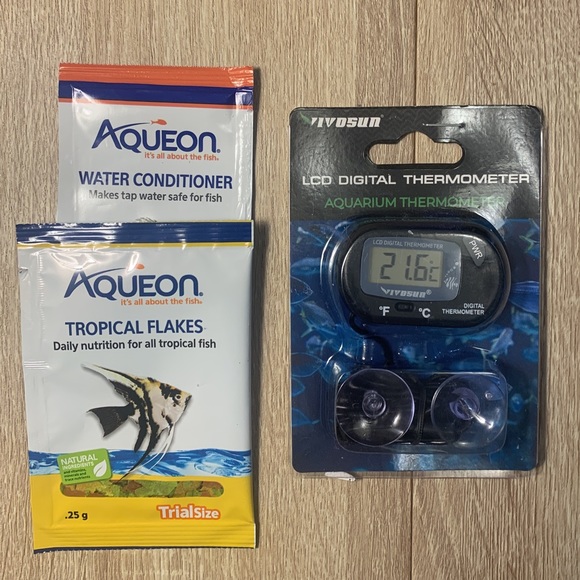 AQUEON®
it's all about the fish®
WATER CONDITIONER
Makes tap water safe for fish
AQUEON®
it's all about the fish®
TROPICAL FLAKES
Daily nutrition for all tropical fish
NATURAL
INGREDIENTS
.25 g
TrialSize
VIVOSUN
LCD DIGITAL THERMOMETER
AQUARIUM THERMOMETER
LCD DIGITAL THERMOMETER
PWR
21.6c
VIVOSUN®
°F
°C
DIGITAL
THERMOMETER